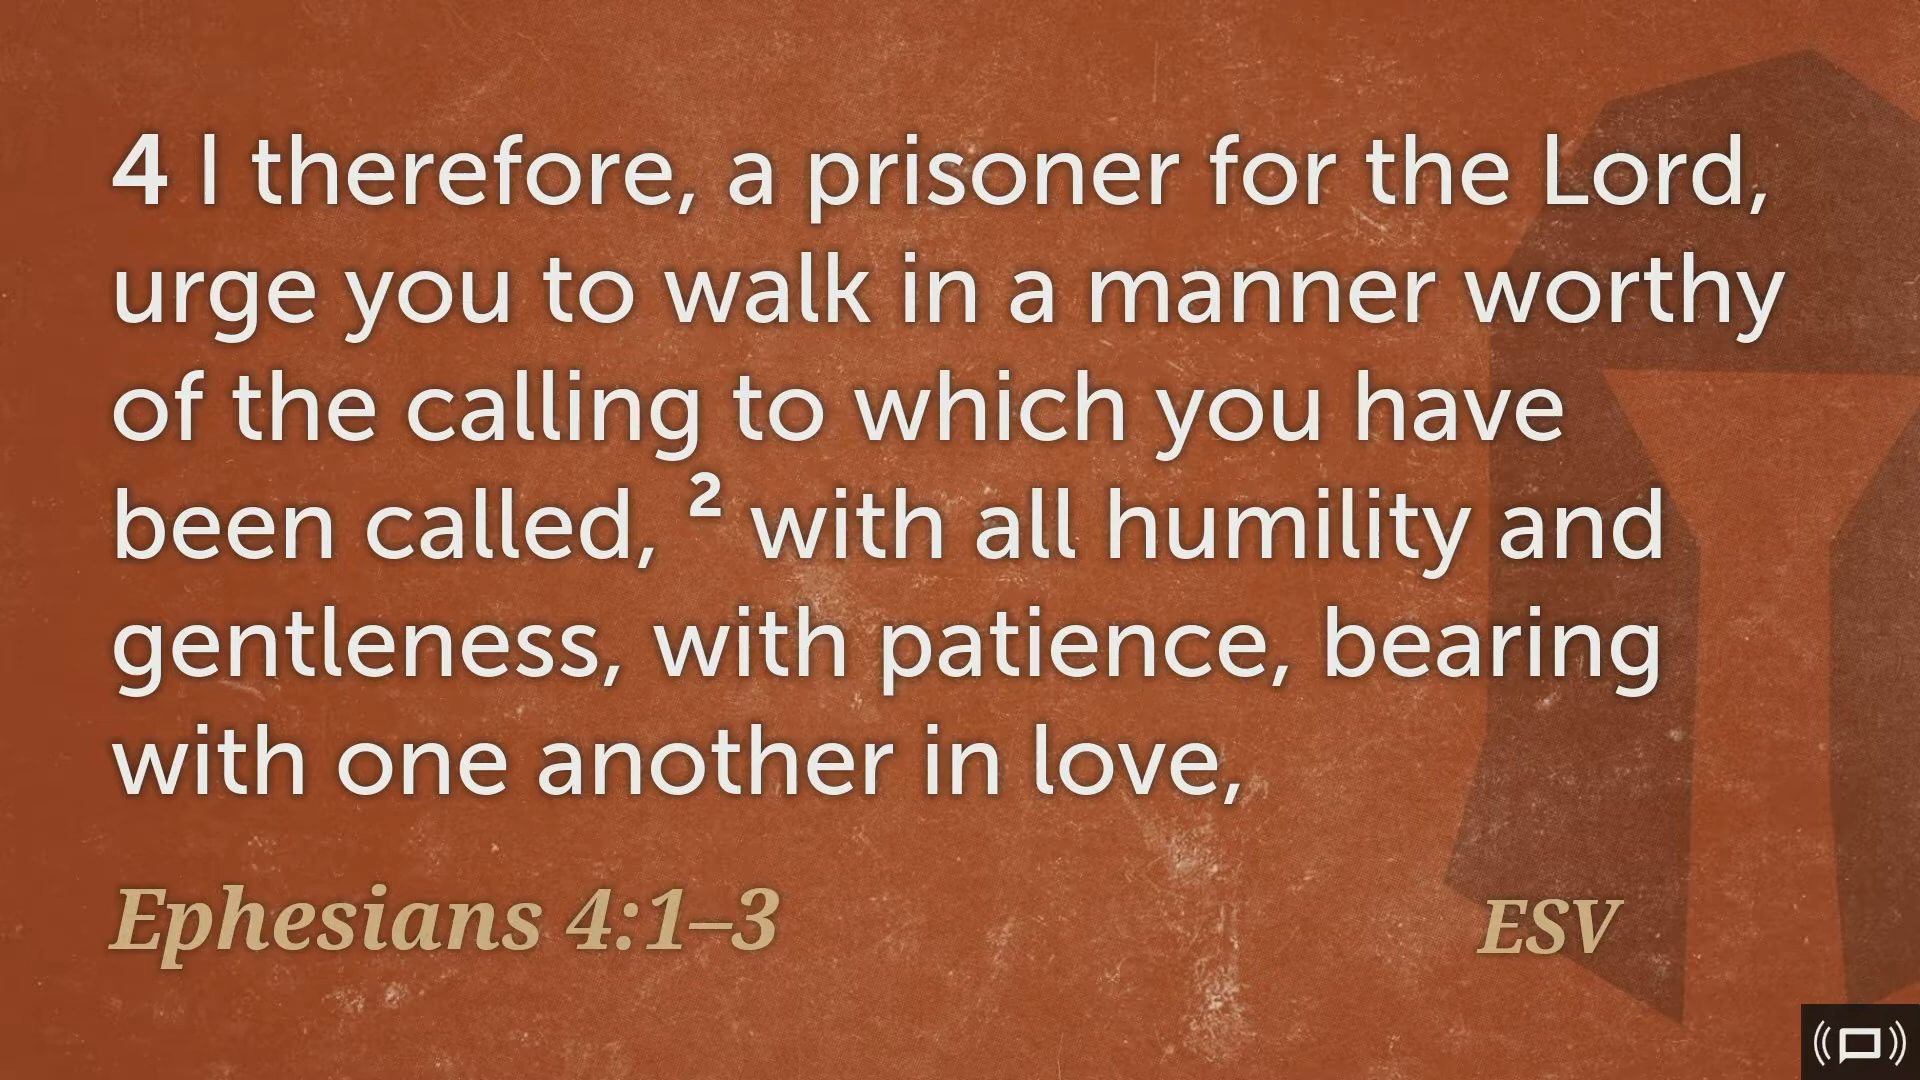 4 I therefore, a prisoner for the Lord,
urge you to walk in a manner worthy
of the calling to which you have
been called, ² with all humility and
gentleness, with patience, bearing
with one another in love,
Ephesians 4:1–3 ESV